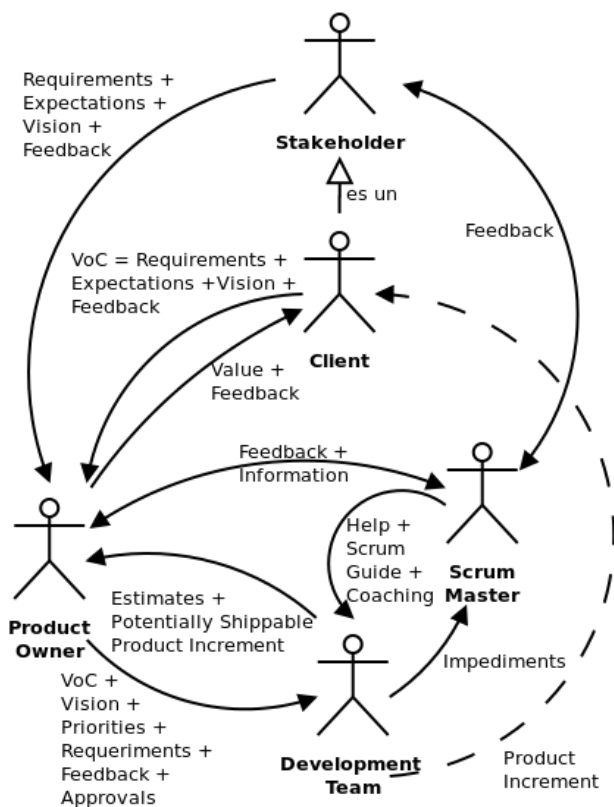 Requirements +
Expectations +
Vision +
Feedback
Stakeholder
es un
Feedback
VoC = Requirements +
Expectations +Vision +
Feedback
Client
Value +
Feedback
Feedback +
Information
Help +
Scrum
Guide +
Coaching
Scrum
Master
Product
Owner
Estimates +
Potentially Shippable
Product Increment
Impediments
VoC +
Vision +
Priorities +
Requeriments +
Feedback +
Approvals
Development
Team
Product
Increment